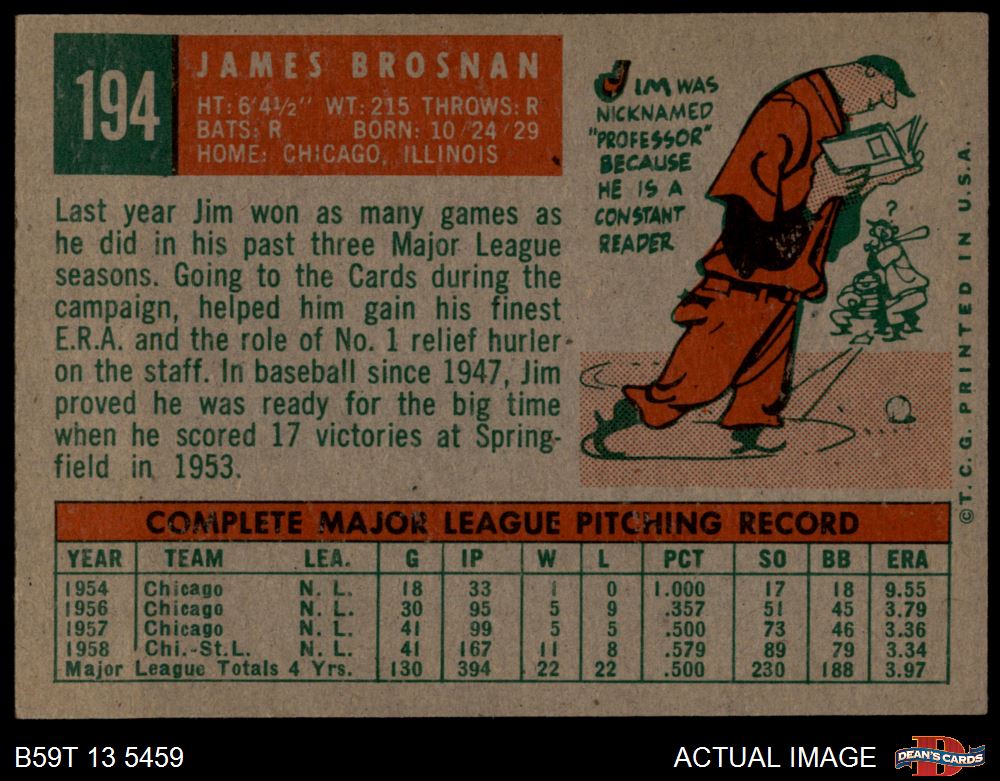 194
JAMES BROSNAN
HT: 6'4½" WT: 215 THROWS: R
BATS: R BORN: 10/24/29
HOME: CHICAGO, ILLINOIS
Last year Jim won as many games as
he did in his past three Major League
seasons. Going to the Cards during the
campaign, helped him gain his finest
E.R.A. and the role of No. 1 relief hurler
on the staff. In baseball since 1947, Jim
proved he was ready for the big time
when he scored 17 victories at Spring-
field in 1953.
JIM WAS
NICKNAMED
"PROFESSOR"
BECAUSE
HE IS A
CONSTANT
READER
?
© T. C. G. PRINTED IN U.S.A.
COMPLETE MAJOR LEAGUE PITCHING RECORD
YEAR TEAM LEA. G IP W L PCT SO BB ERA
1954 Chicago N. L. 18 33 1 0 1.000 17 18 9.55
1956 Chicago N. L. 30 95 5 9 .357 51 45 3.79
1957 Chicago N. L. 41 99 5 5 .500 73 46 3.36
1958 Chi.-St.L. N. L. 41 167 11 8 .579 89 79 3.34
Major League Totals 4 Yrs. 130 394 22 22 .500 230 188 3.97
B59T 13 5459
ACTUAL IMAGE
D
DEAN'S CARDS